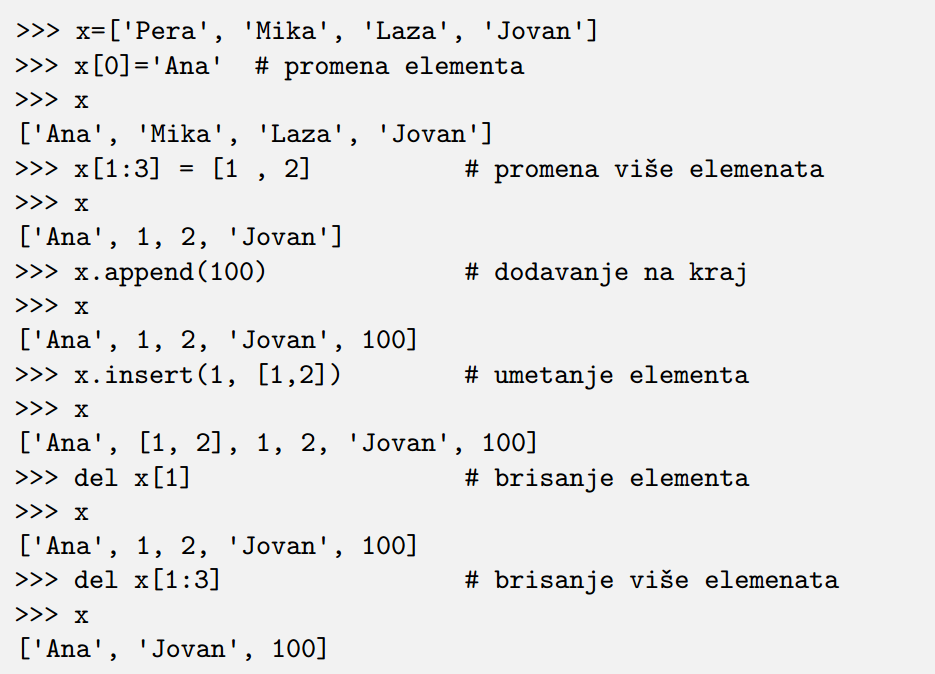 >>> x=['Pera', 'Mika', 'Laza', 'Jovan']
>>> x[0]='Ana'  # promena elementa
>>> x
['Ana', 'Mika', 'Laza', 'Jovan']
>>> x[1:3] = [1 , 2]          # promena više elemenata
>>> x
['Ana', 1, 2, 'Jovan']
>>> x.append(100)             # dodavanje na kraj
>>> x
['Ana', 1, 2, 'Jovan', 100]
>>> x.insert(1, [1,2])        # umetanje elementa
>>> x
['Ana', [1, 2], 1, 2, 'Jovan', 100]
>>> del x[1]                  # brisanje elementa
>>> x
['Ana', 1, 2, 'Jovan', 100]
>>> del x[1:3]                # brisanje više elemenata
>>> x
['Ana', 'Jovan', 100]